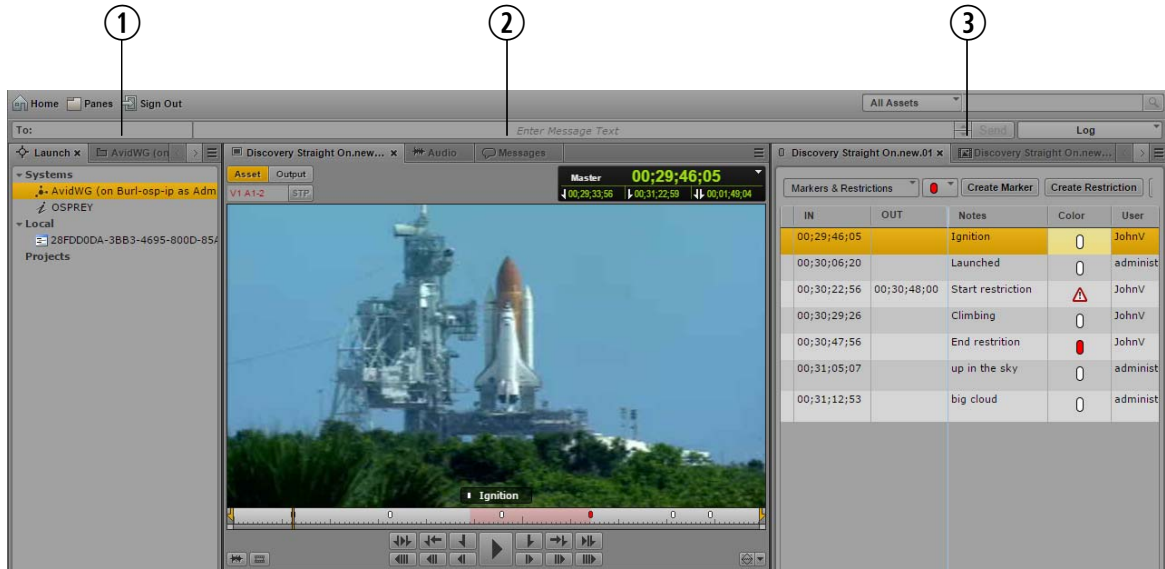 1
2
3
Home Panes Sign Out
All Assets
To:
Enter Message Text
Send
Log
Launch x
AvidWG (on
Discovery Straight On.new... x
Audio
Messages
Discovery Straight On.new.01 x
Discovery Straight On.new...
Systems
AvidWG (on Burl-osp-ip as Adm
OSPREY
Local
28FDD0DA-3BB3-4695-800D-85A
Projects
Asset Output
Master 00;29;46;05
V1 A1-2 STP
00;29;33;56 00;31;22;59 00;01;49;04
Ignition
Markers & Restrictions Create Marker Create Restriction
IN OUT Notes Color User
00;29;46;05 Ignition JohnV
00;30;06;20 Launched administ
00;30;22;56 00;30;48;00 Start restriction JohnV
00;30;29;26 Climbing JohnV
00;30;47;56 End restrition JohnV
00;31;05;07 up in the sky administ
00;31;12;53 big cloud administ